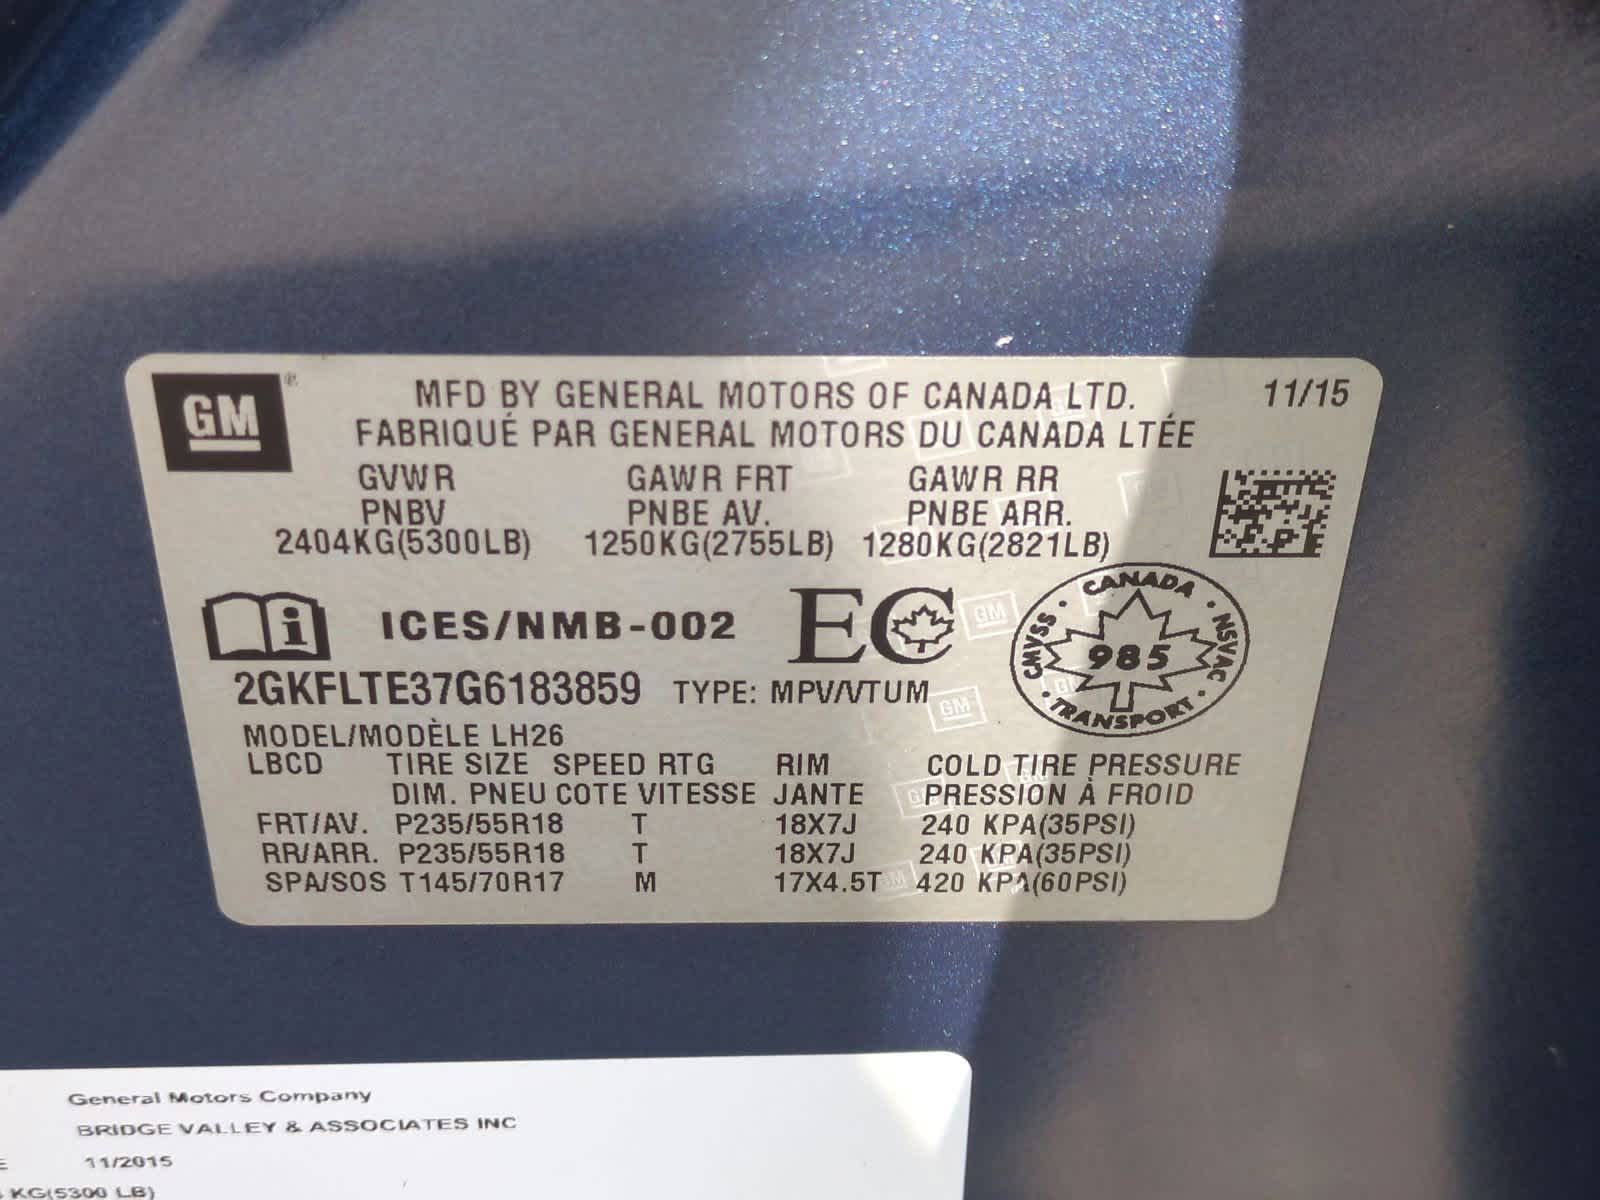 GM®
MFD BY GENERAL MOTORS OF CANADA LTD. 11/15
FABRIQUÉ PAR GENERAL MOTORS DU CANADA LTÉE
GVWR GAWR FRT GAWR RR
PNBV PNBE AV. PNBE ARR.
2404KG(5300LB) 1250KG(2755LB) 1280KG(2821LB)
i ICES/NMB-002 EC
CANADA · NSVAC · TRANSPORT · CMVSS ·
985
2GKFLTE37G6183859 TYPE: MPV/VTUM
MODEL/MODÈLE LH26
LBCD TIRE SIZE SPEED RTG RIM COLD TIRE PRESSURE
DIM. PNEU COTE VITESSE JANTE PRESSION À FROID
FRT/AV. P235/55R18 T 18X7J 240 KPA(35PSI)
RR/ARR. P235/55R18 T 18X7J 240 KPA(35PSI)
SPA/SOS T145/70R17 M 17X4.5T 420 KPA(60PSI)
General Motors Company
BRIDGE VALLEY & ASSOCIATES INC
11/2015
KG(5300 LB)